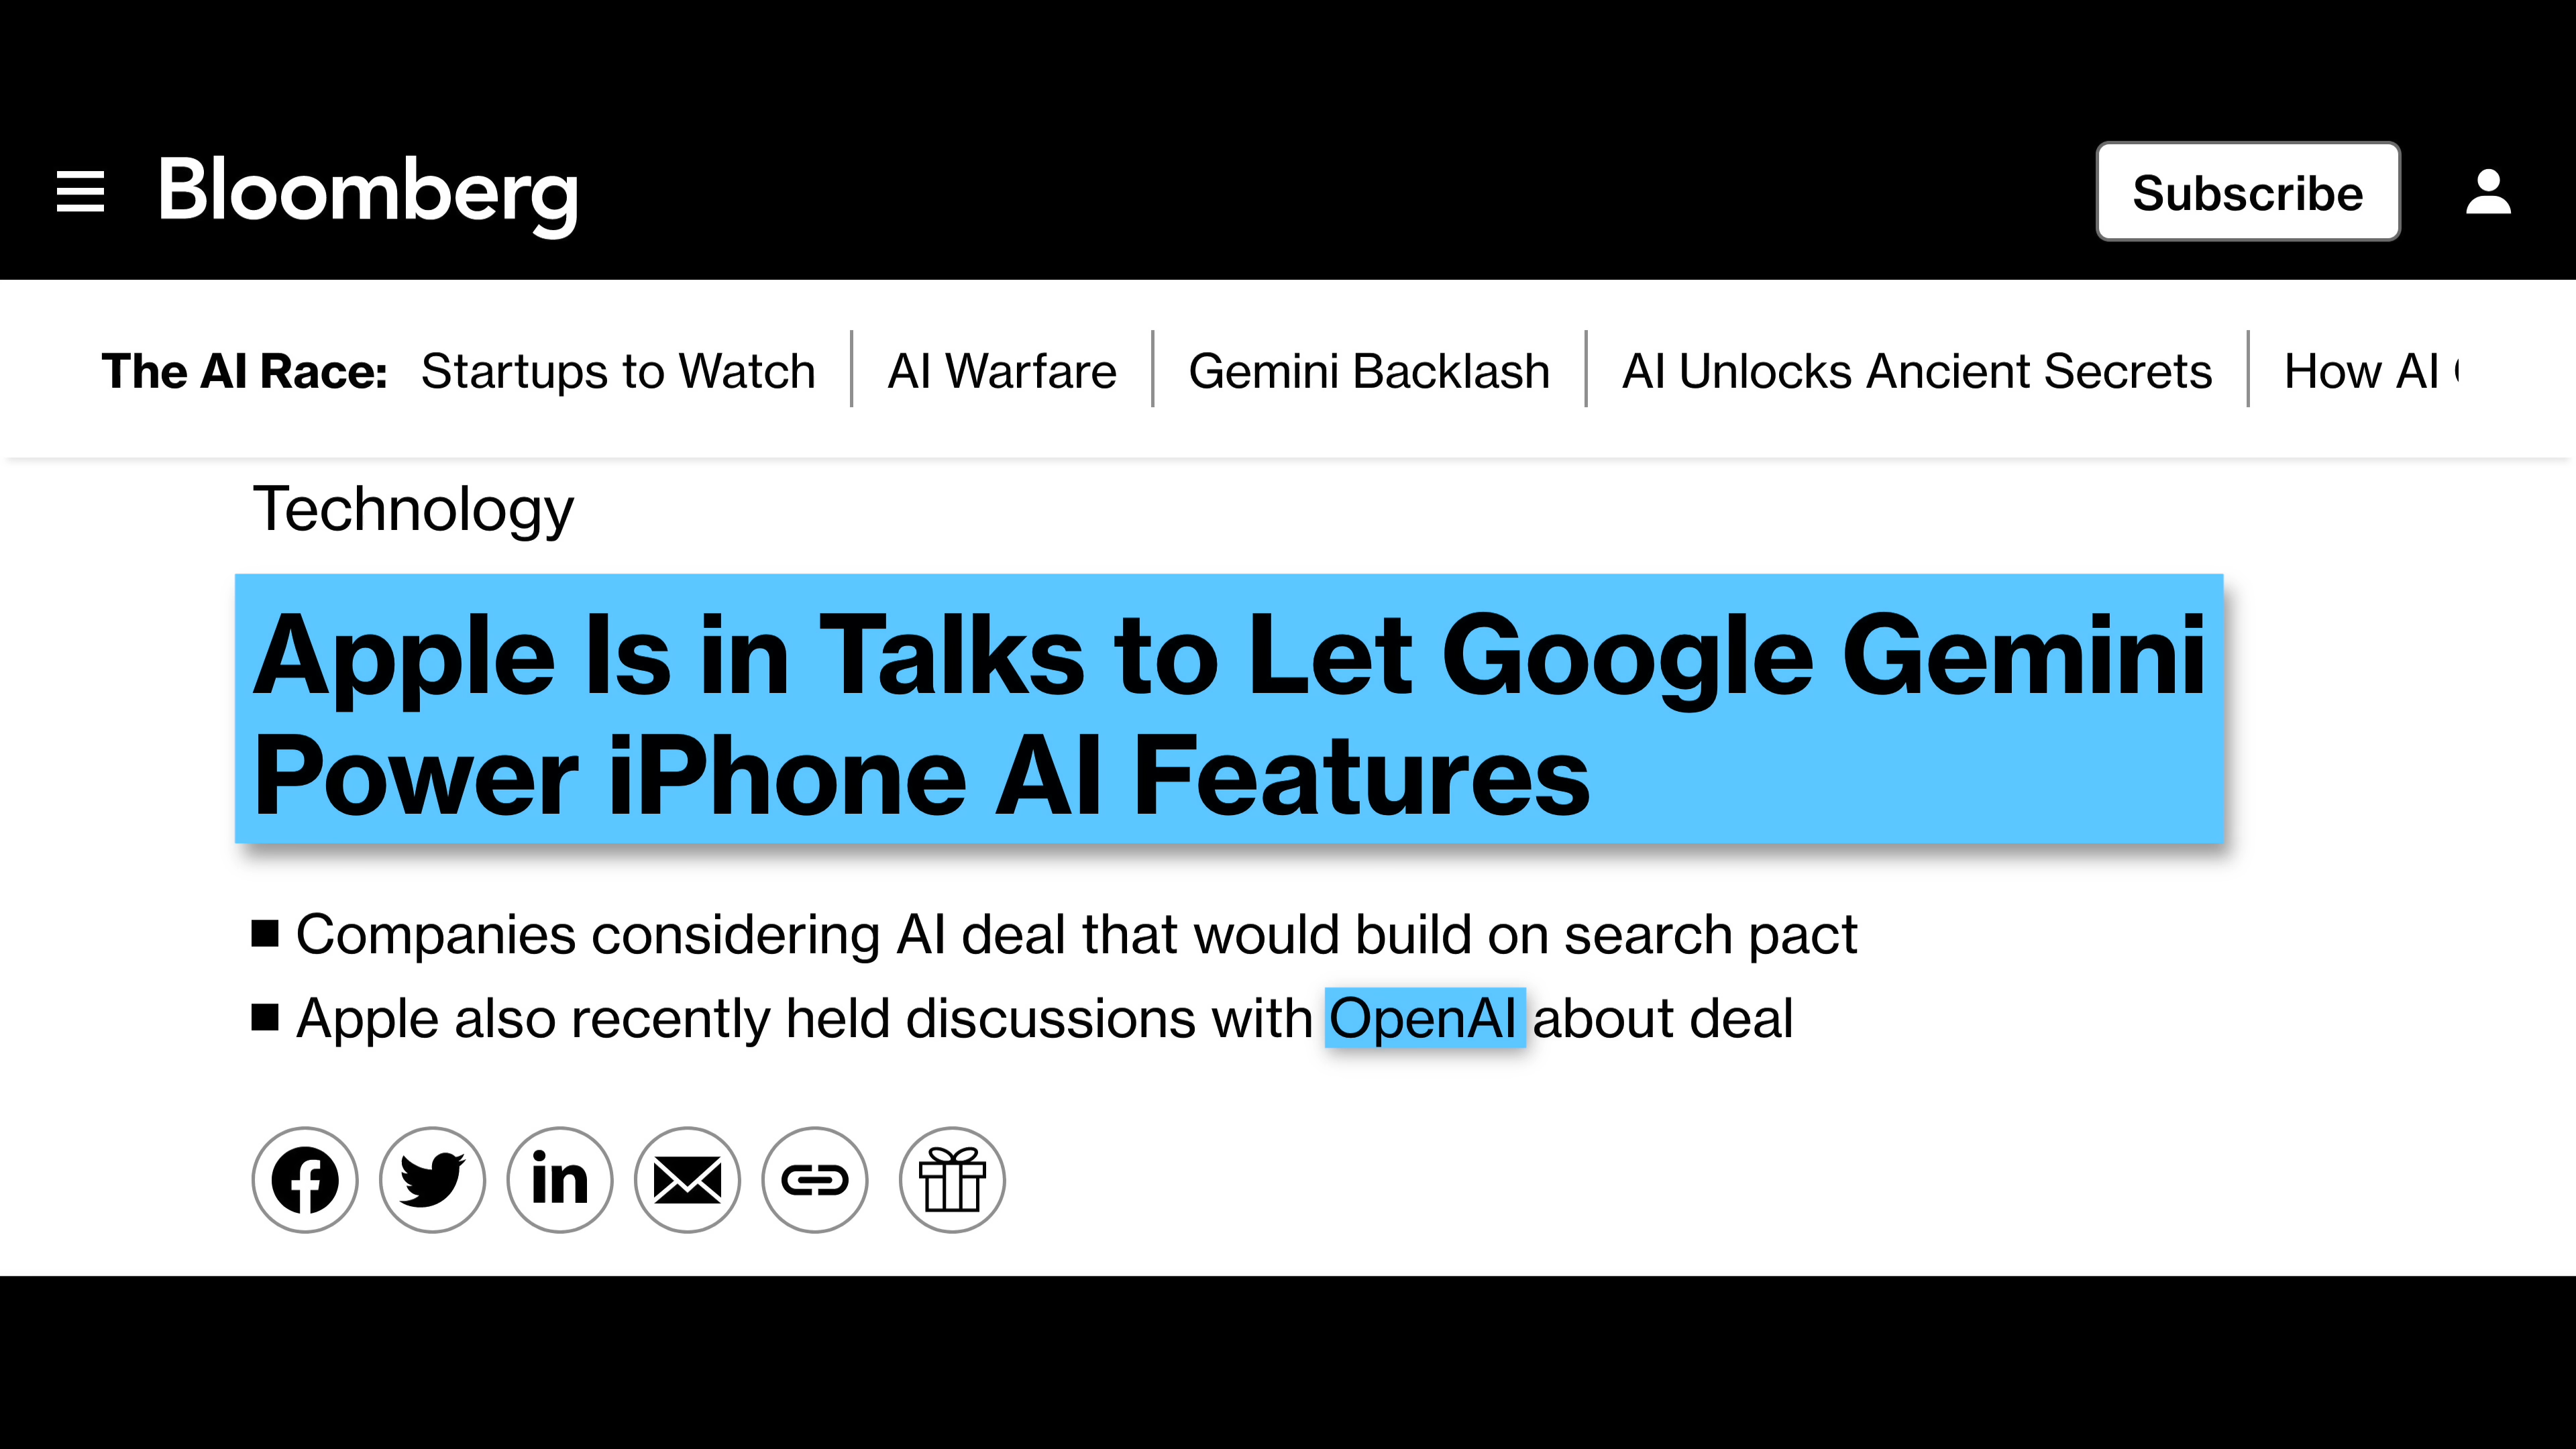 Bloomberg
Subscribe
The AI Race: Startups to Watch | AI Warfare | Gemini Backlash | AI Unlocks Ancient Secrets | How AI
Technology
Apple Is in Talks to Let Google Gemini
Power iPhone AI Features
Companies considering AI deal that would build on search pact
Apple also recently held discussions with OpenAI about deal